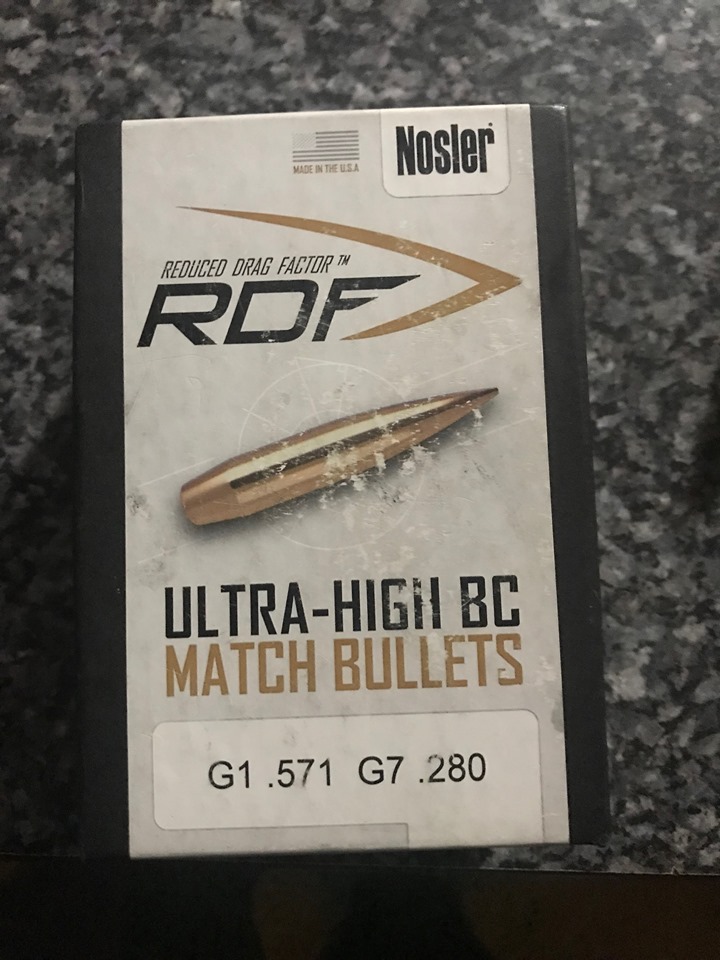 Nosler®
MADE IN THE U.S.A
REDUCED DRAG FACTOR™
RDF
ULTRA-HIGH BC
MATCH BULLETS
G1 .571 G7 .280